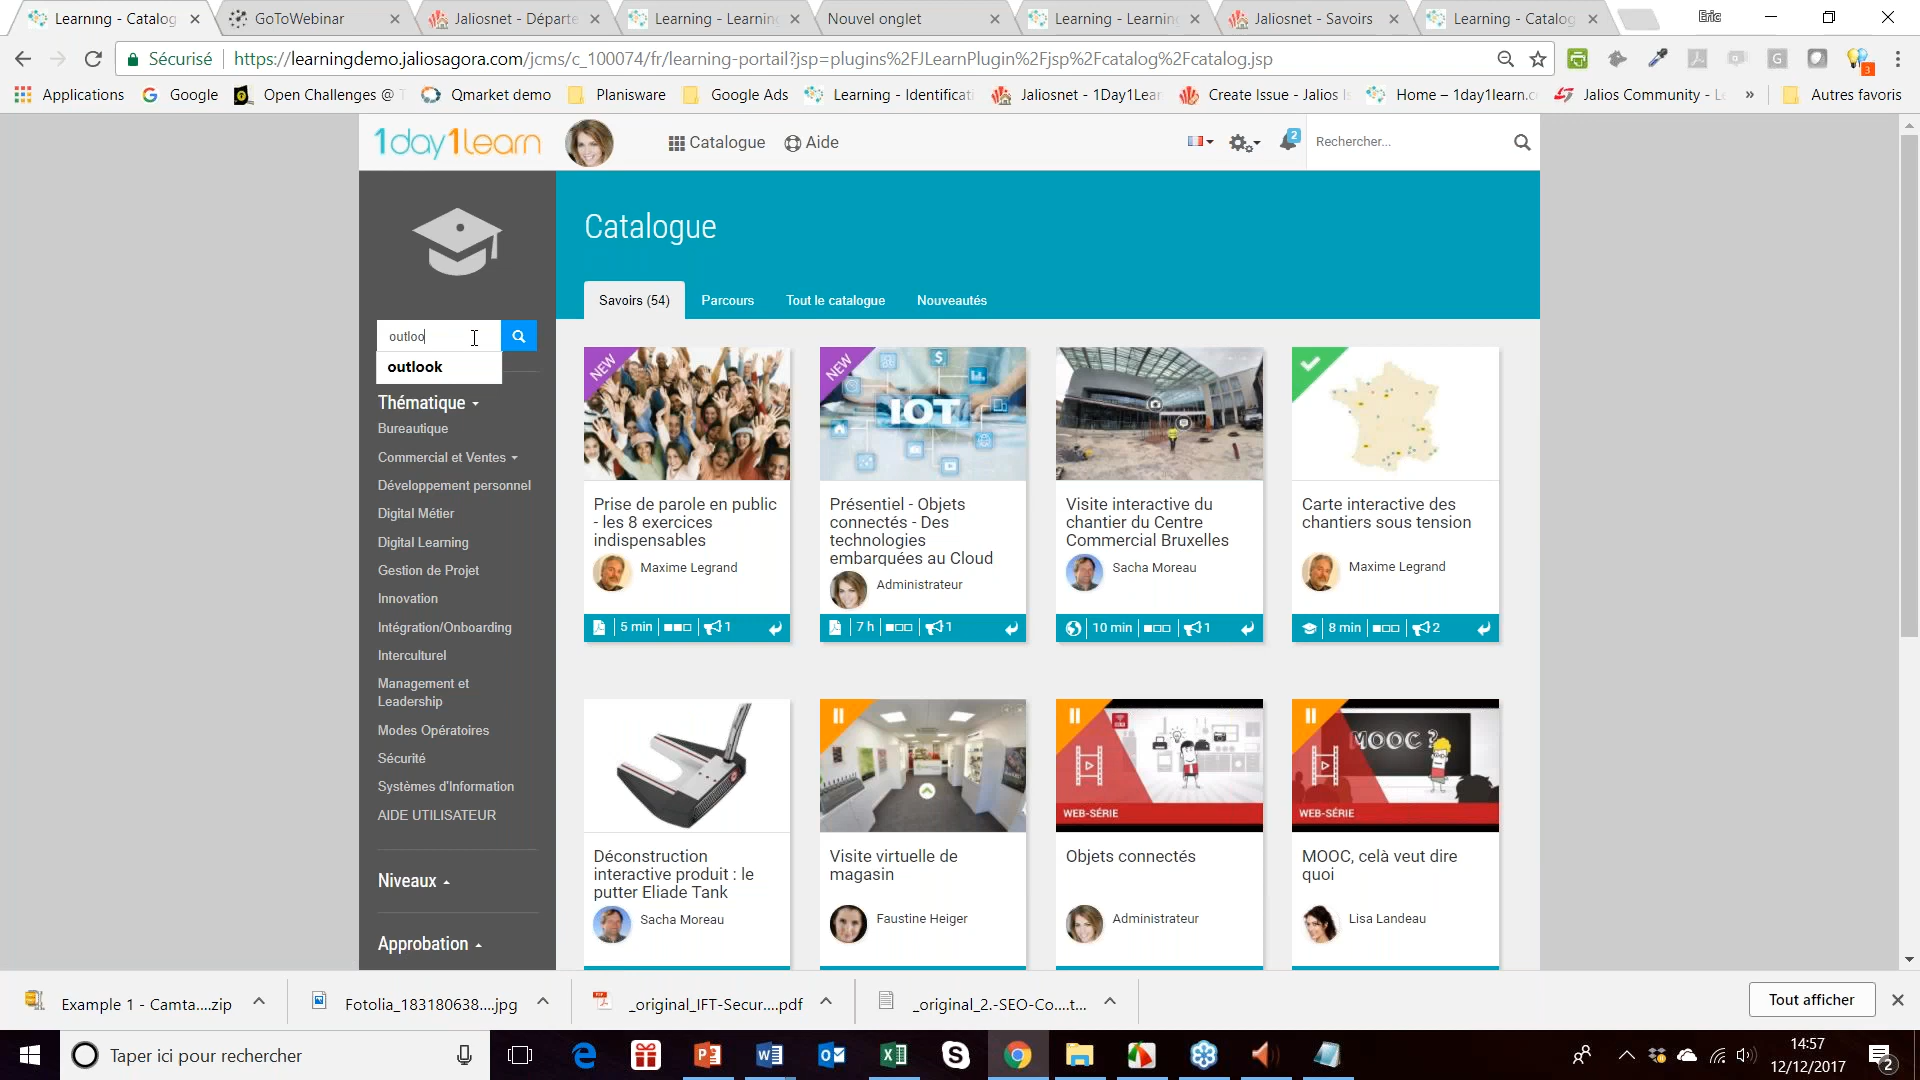 Learning - Catalog
GoToWebinar
Jaliosnet - Départe
Learning - Learnin
Nouvel onglet
Learning - Learnin
Jaliosnet - Savoirs
Learning - Catalog
Eric
Sécurisé
https://learningdemo.jaliosagora.com/jcms/c_100074/fr/learning-portail?jsp=plugins%2FJLearnPlugin%2Fjsp%2Fcatalog%2Fcatalog.jsp
3
Applications
Google
Open Challenges @
Qmarket demo
Planisware
Google Ads
Learning - Identificati
Jaliosnet - 1Day1Lear
Create Issue - Jalios
Home – 1day1learn.c
Jalios Community -
»
Autres favoris
1day1learn
Catalogue
Aide
2
Rechercher...
Catalogue
Savoirs (54)
Parcours
Tout le catalogue
Nouveautés
outloo
outlook
Thématique
Bureautique
Commercial et Ventes
Développement personnel
Digital Métier
Digital Learning
Gestion de Projet
Innovation
Intégration/Onboarding
Interculturel
Management et
Leadership
Modes Opératoires
Sécurité
Systèmes d'Information
AIDE UTILISATEUR
Niveaux
Approbation
NEW
Prise de parole en public
- les 8 exercices
indispensables
Maxime Legrand
5 min
1
NEW
IOT
Présentiel - Objets
connectés - Des
technologies
embarquées au Cloud
Administrateur
7 h
1
Visite interactive du
chantier du Centre
Commercial Bruxelles
Sacha Moreau
10 min
1
Carte interactive des
chantiers sous tension
Maxime Legrand
8 min
2
Déconstruction
interactive produit : le
putter Eliade Tank
Sacha Moreau
Visite virtuelle de
magasin
Faustine Heiger
WEB-SÉRIE
Objets connectés
Administrateur
MOOC ?
WEB-SÉRIE
MOOC, celà veut dire
quoi
Lisa Landeau
Example 1 - Camta....zip
Fotolia_183180638....jpg
_original_IFT-Secur....pdf
_original_2.-SEO-Co....t...
Tout afficher
Taper ici pour rechercher
14:57
12/12/2017
2